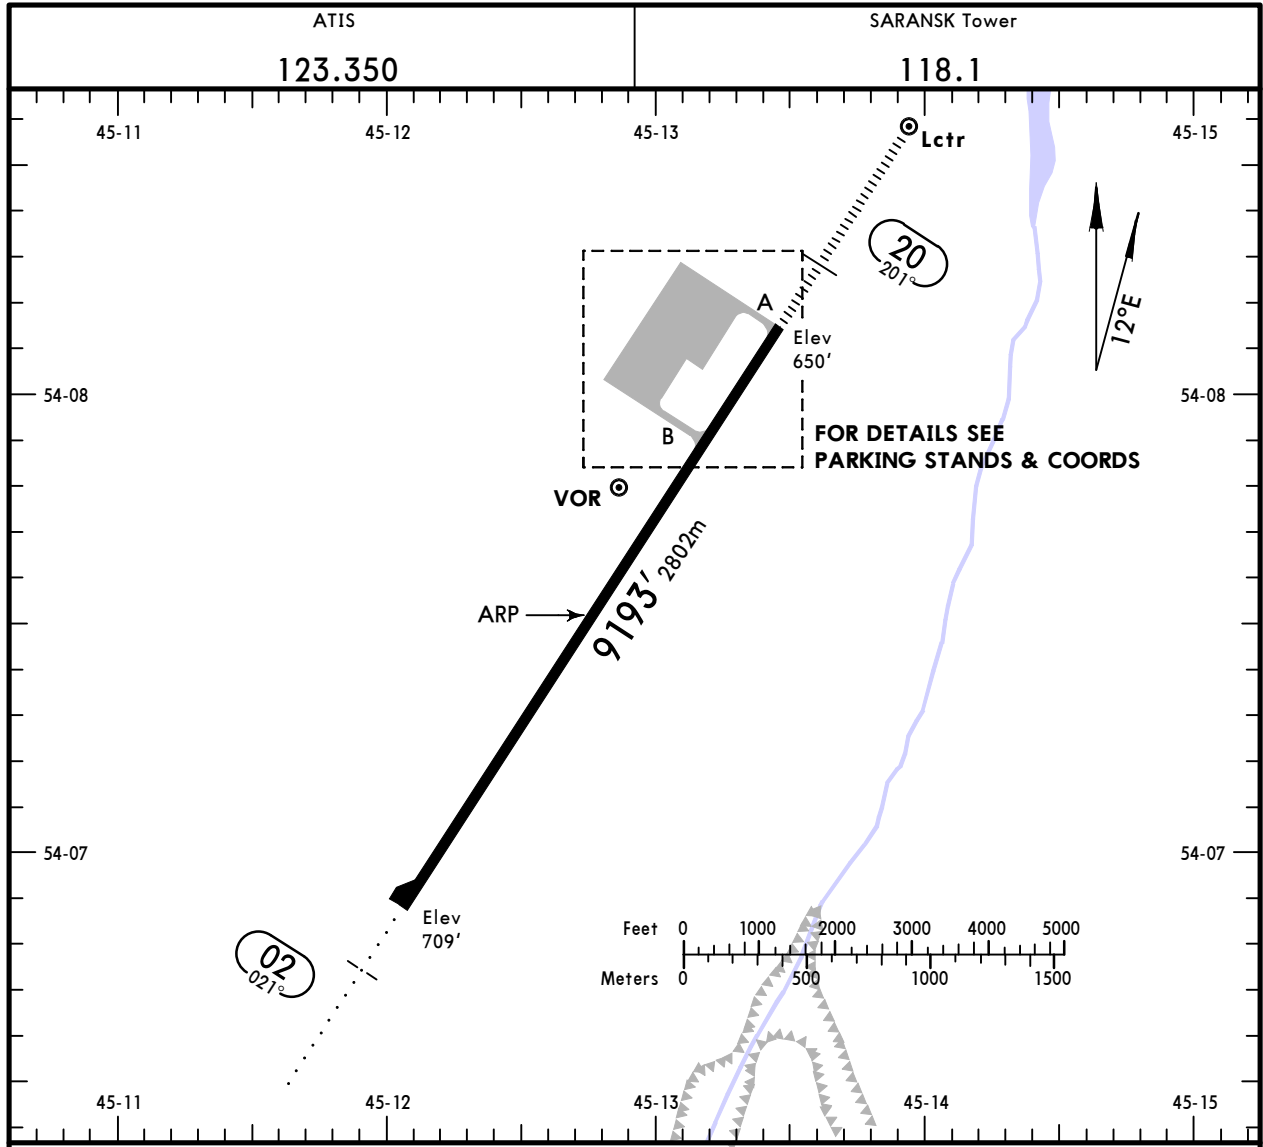 ATIS
SARANSK Tower
123.350
118.1
45-11
45-12
45-13
45-15
Lctr
20
201°
12°E
A
Elev
650'
54-08
54-08
B
FOR DETAILS SEE
PARKING STANDS & COORDS
VOR
9193' 2802m
ARP
54-07
54-07
Elev
709'
02
021°
Feet 0 1000 2000 3000 4000 5000
Meters 0 500 1000 1500
45-11
45-12
45-13
45-14
45-15